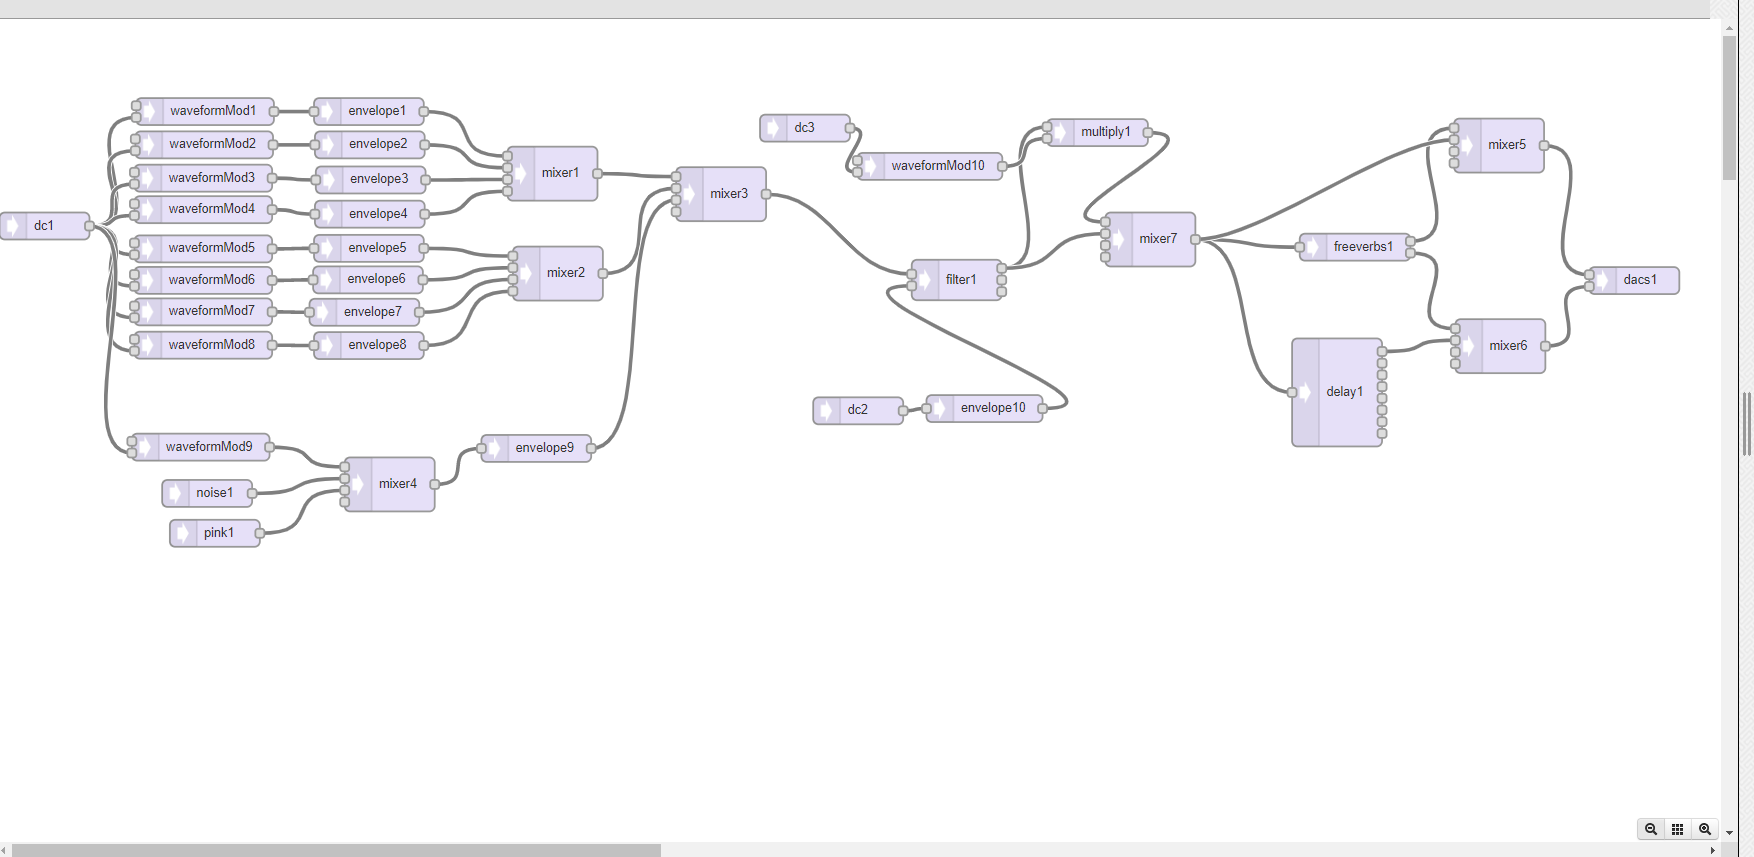 dc1
waveformMod1
waveformMod2
waveformMod3
waveformMod4
waveformMod5
waveformMod6
waveformMod7
waveformMod8
waveformMod9
noise1
pink1
envelope1
envelope2
envelope3
envelope4
envelope5
envelope6
envelope7
envelope8
mixer1
mixer2
mixer4
envelope9
mixer3
dc3
waveformMod10
multiply1
filter1
dc2
envelope10
mixer7
freeverbs1
delay1
mixer5
mixer6
dacs1